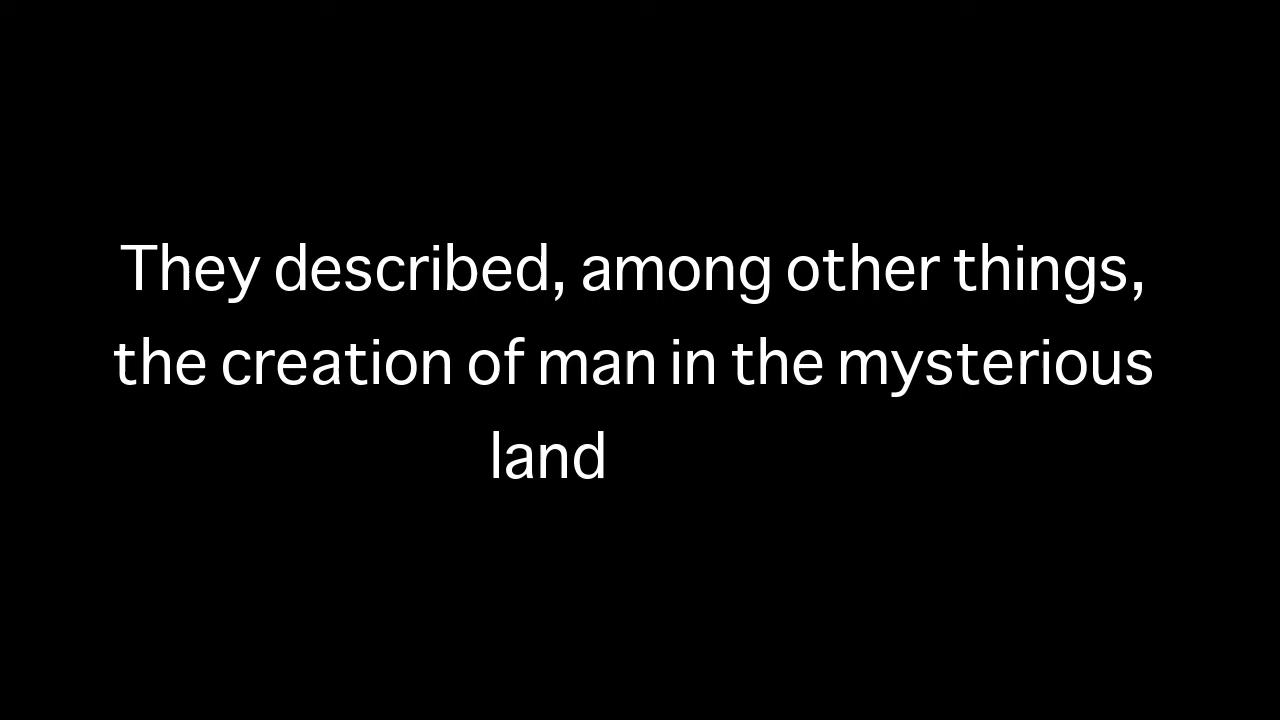 They described, among other things,
the creation of man in the mysterious
land